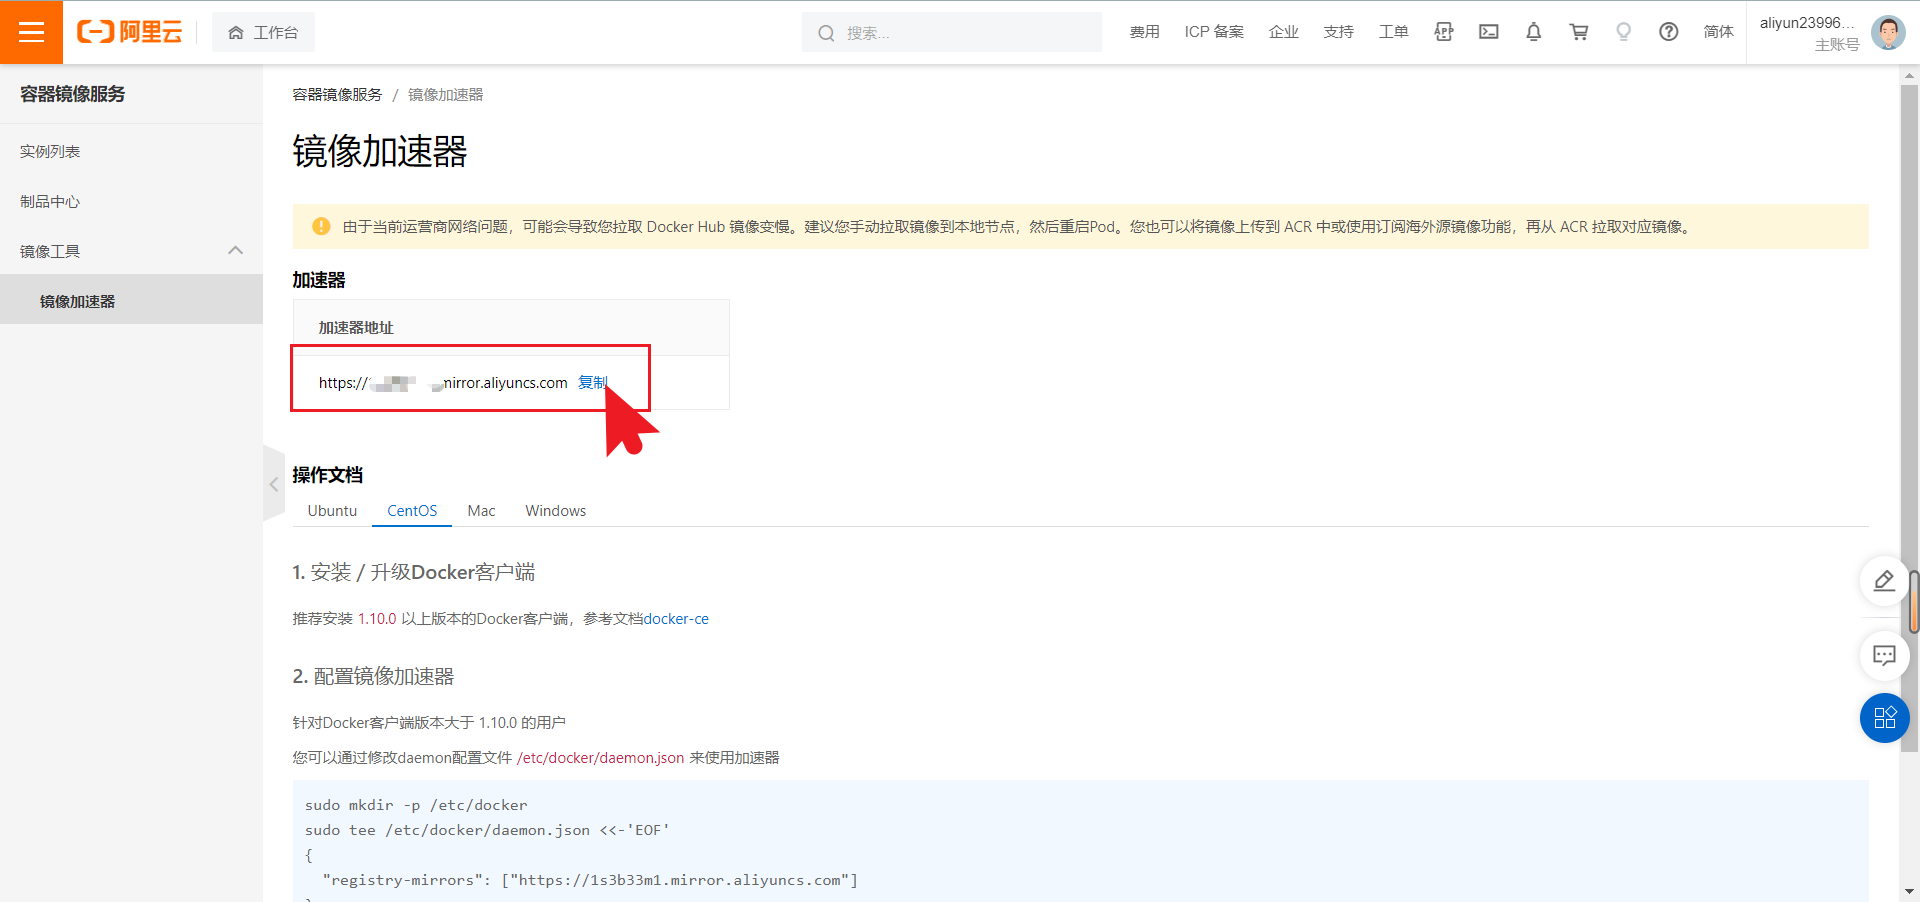 阿里云
工作台
搜索...
费用
ICP 备案
企业
支持
工单
APP
简体
aliyun23996...
主账号
容器镜像服务
实例列表
制品中心
镜像工具
镜像加速器
容器镜像服务 / 镜像加速器
镜像加速器
由于当前运营商网络问题，可能会导致您拉取 Docker Hub 镜像变慢。建议您手动拉取镜像到本地节点，然后重启Pod。您也可以将镜像上传到 ACR 中或使用订阅海外源镜像功能，再从 ACR 拉取对应镜像。
加速器
加速器地址
https:// mirror.aliyuncs.com 复制
操作文档
Ubuntu CentOS Mac Windows
1. 安装 / 升级Docker客户端
推荐安装 1.10.0 以上版本的Docker客户端，参考文档docker-ce
2. 配置镜像加速器
针对Docker客户端版本大于 1.10.0 的用户
您可以通过修改daemon配置文件 /etc/docker/daemon.json 来使用加速器
sudo mkdir -p /etc/docker
sudo tee /etc/docker/daemon.json <<-'EOF'
{
"registry-mirrors": ["https://1s3b33m1.mirror.aliyuncs.com"]